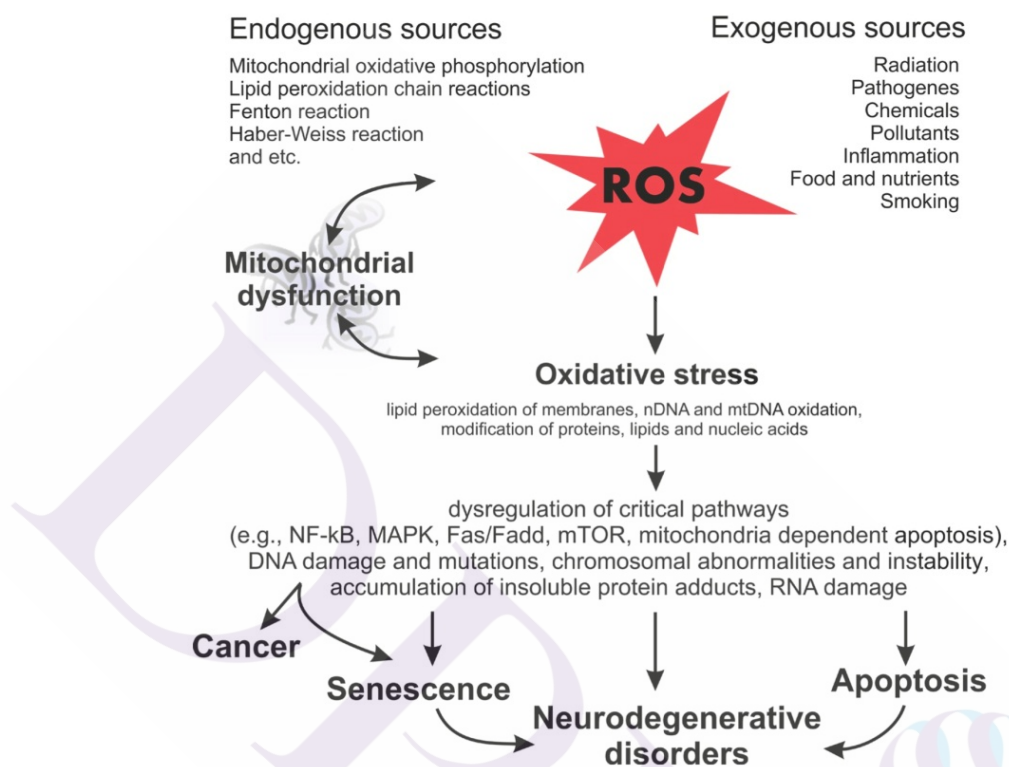 Endogenous sources
Mitochondrial oxidative phosphorylation
Lipid peroxidation chain reactions
Fenton reaction
Haber-Weiss reaction
and etc.
Exogenous sources
Radiation
Pathogenes
Chemicals
Pollutants
Inflammation
Food and nutrients
Smoking
ROS
Mitochondrial
dysfunction
Oxidative stress
lipid peroxidation of membranes, nDNA and mtDNA oxidation,
modification of proteins, lipids and nucleic acids
dysregulation of critical pathways
(e.g., NF-kB, MAPK, Fas/Fadd, mTOR, mitochondria dependent apoptosis),
DNA damage and mutations, chromosomal abnormalities and instability,
accumulation of insoluble protein adducts, RNA damage
Cancer
Senescence
Apoptosis
Neurodegenerative
disorders